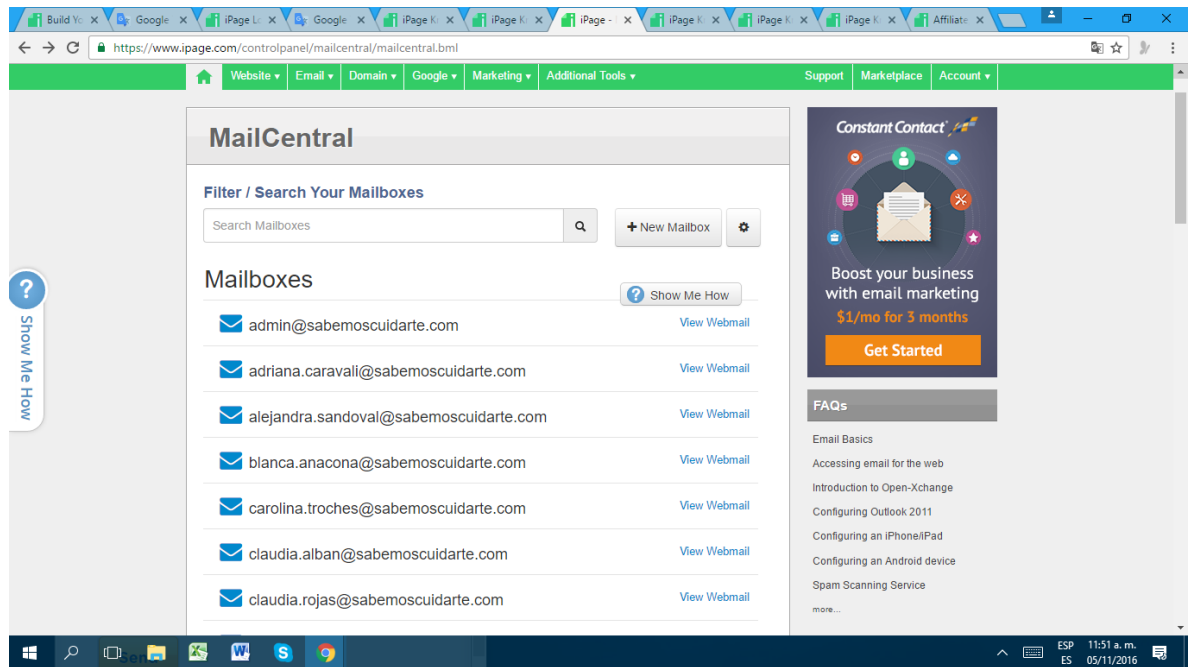 Build Yo
Google
iPage Lo
Google
iPage K
iPage K
iPage -
iPage K
iPage K
iPage K
Affiliate
https://www.ipage.com/controlpanel/mailcentral/mailcentral.bml
Website
Email
Domain
Google
Marketing
Additional Tools
Support
Marketplace
Account
MailCentral
Filter / Search Your Mailboxes
Search Mailboxes
+ New Mailbox
Mailboxes
? Show Me How
admin@sabemoscuidarte.com View Webmail
adriana.caravali@sabemoscuidarte.com View Webmail
alejandra.sandoval@sabemoscuidarte.com View Webmail
blanca.anacona@sabemoscuidarte.com View Webmail
carolina.troches@sabemoscuidarte.com View Webmail
claudia.alban@sabemoscuidarte.com View Webmail
claudia.rojas@sabemoscuidarte.com View Webmail
? Show Me How
Constant Contact
Boost your business
with email marketing
$1/mo for 3 months
Get Started
FAQs
Email Basics
Accessing email for the web
Introduction to Open-Xchange
Configuring Outlook 2011
Configuring an iPhone/iPad
Configuring an Android device
Spam Scanning Service
more...
ESP
ES
11:51 a. m.
05/11/2016